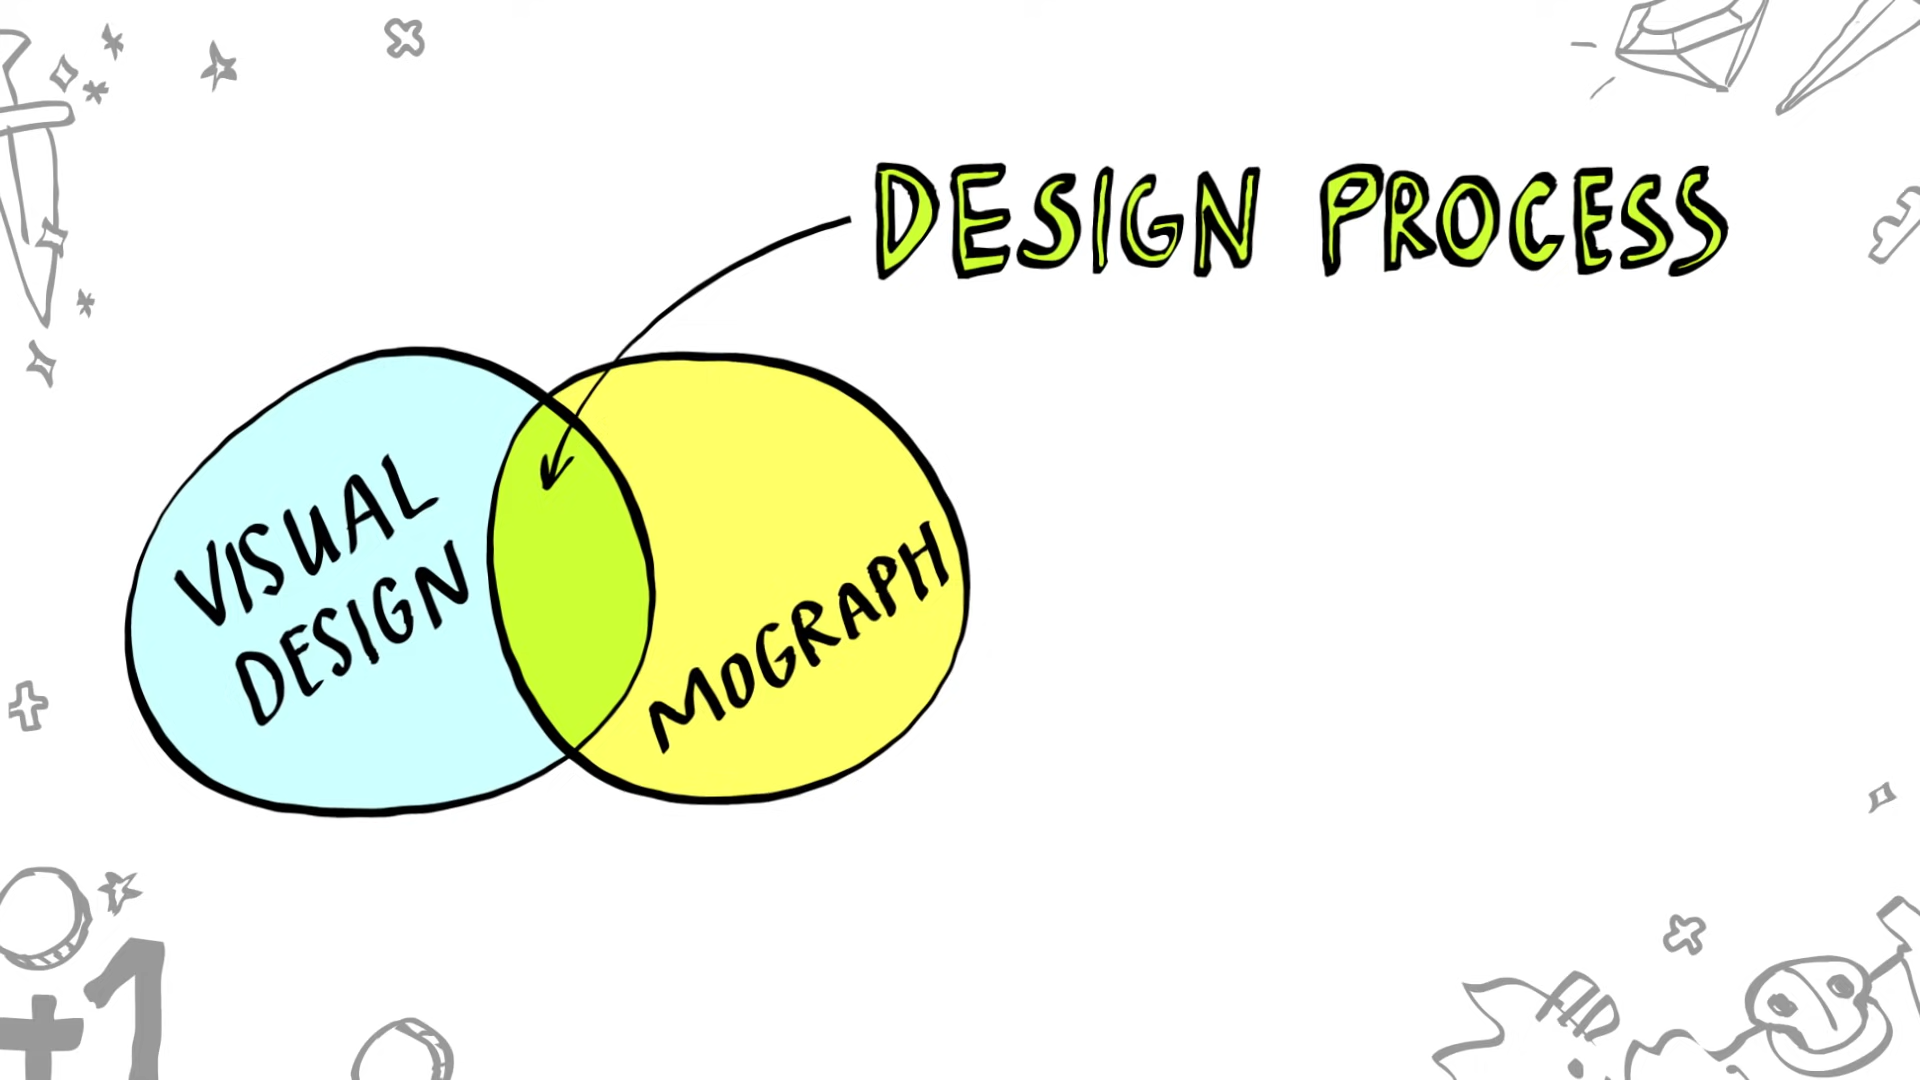 DESIGN PROCESS
VISUAL
DESIGN
MOGRAPH
+1